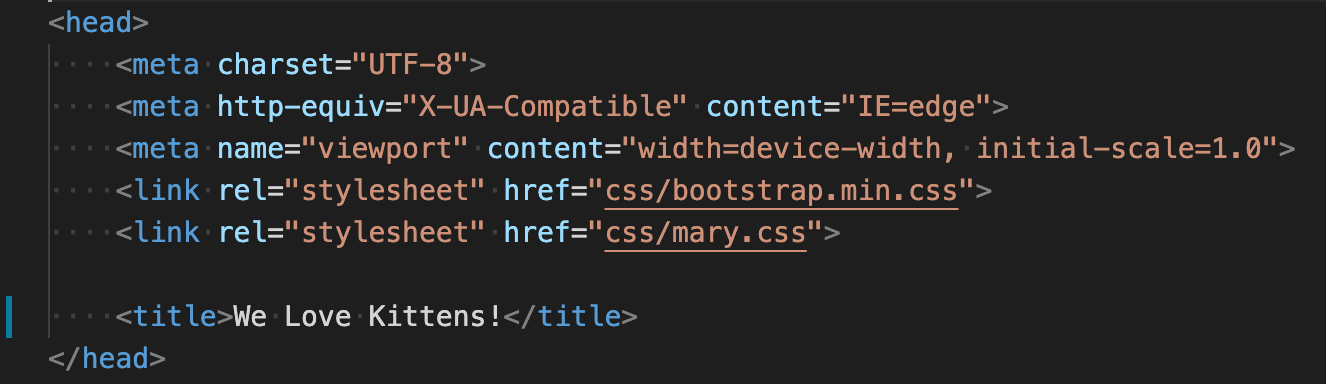 <head>
    <meta charset="UTF-8">
    <meta http-equiv="X-UA-Compatible" content="IE=edge">
    <meta name="viewport" content="width=device-width, initial-scale=1.0">
    <link rel="stylesheet" href="css/bootstrap.min.css">
    <link rel="stylesheet" href="css/mary.css">

    <title>We Love Kittens!</title>
</head>